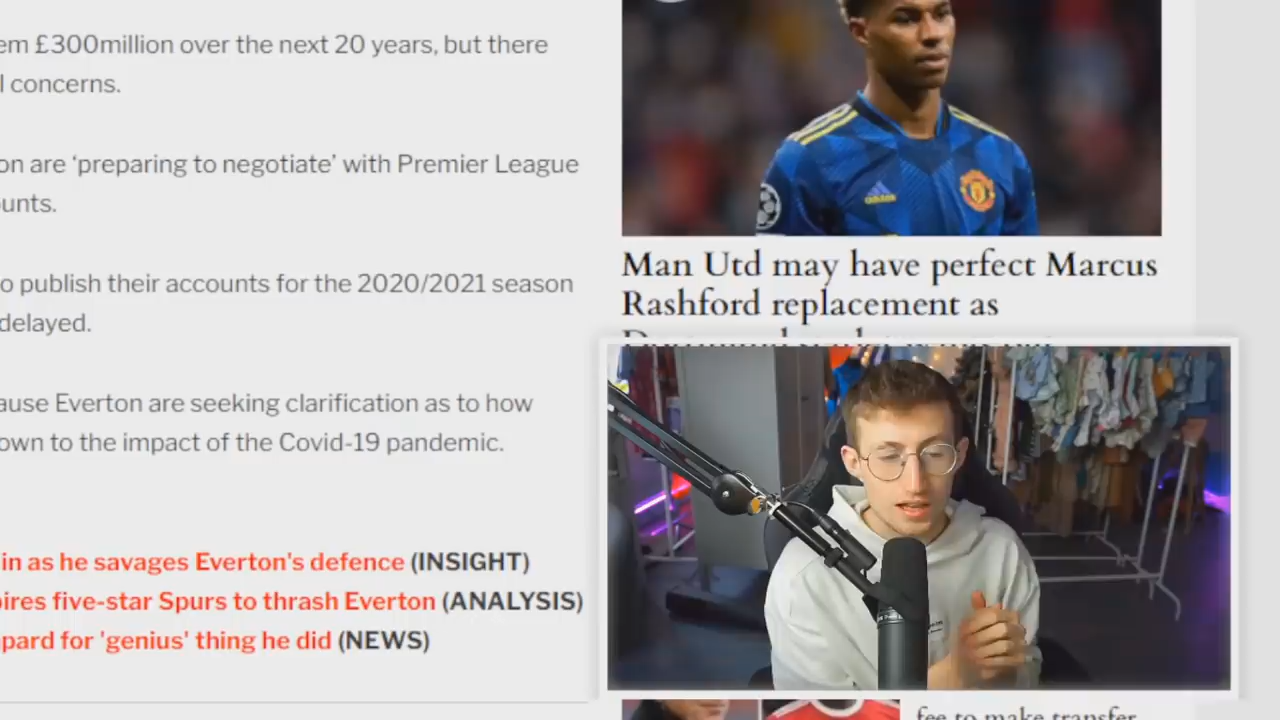 em £300million over the next 20 years, but there
l concerns.
on are ‘preparing to negotiate’ with Premier League
unts.
o publish their accounts for the 2020/2021 season
delayed.
ause Everton are seeking clarification as to how
own to the impact of the Covid-19 pandemic.
in as he savages Everton's defence (INSIGHT)
pires five-star Spurs to thrash Everton (ANALYSIS)
pard for 'genius' thing he did (NEWS)
adidas
Man Utd may have perfect Marcus
Rashford replacement as
fee to make transfer